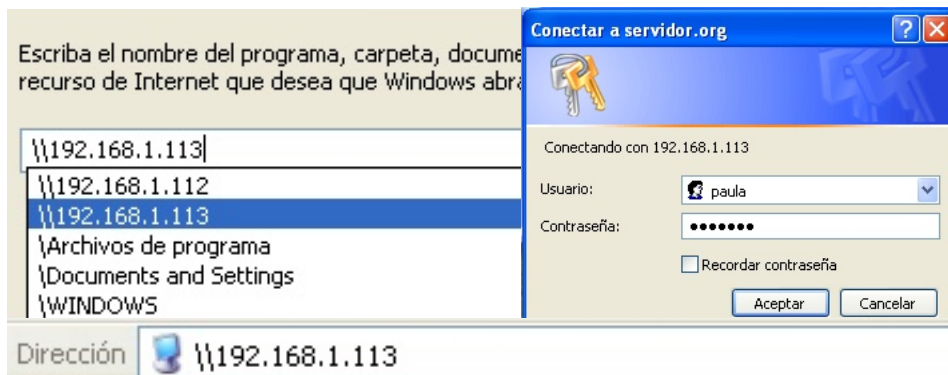 Escriba el nombre del programa, carpeta, docume
recurso de Internet que desea que Windows abra
\\192.168.1.113
\\192.168.1.112
\\192.168.1.113
\Archivos de programa
\Documents and Settings
\WINDOWS
Conectar a servidor.org
Conectando con 192.168.1.113
Usuario:
paula
Contraseña:
•••••••
Recordar contraseña
Aceptar
Cancelar
Dirección
\\192.168.1.113